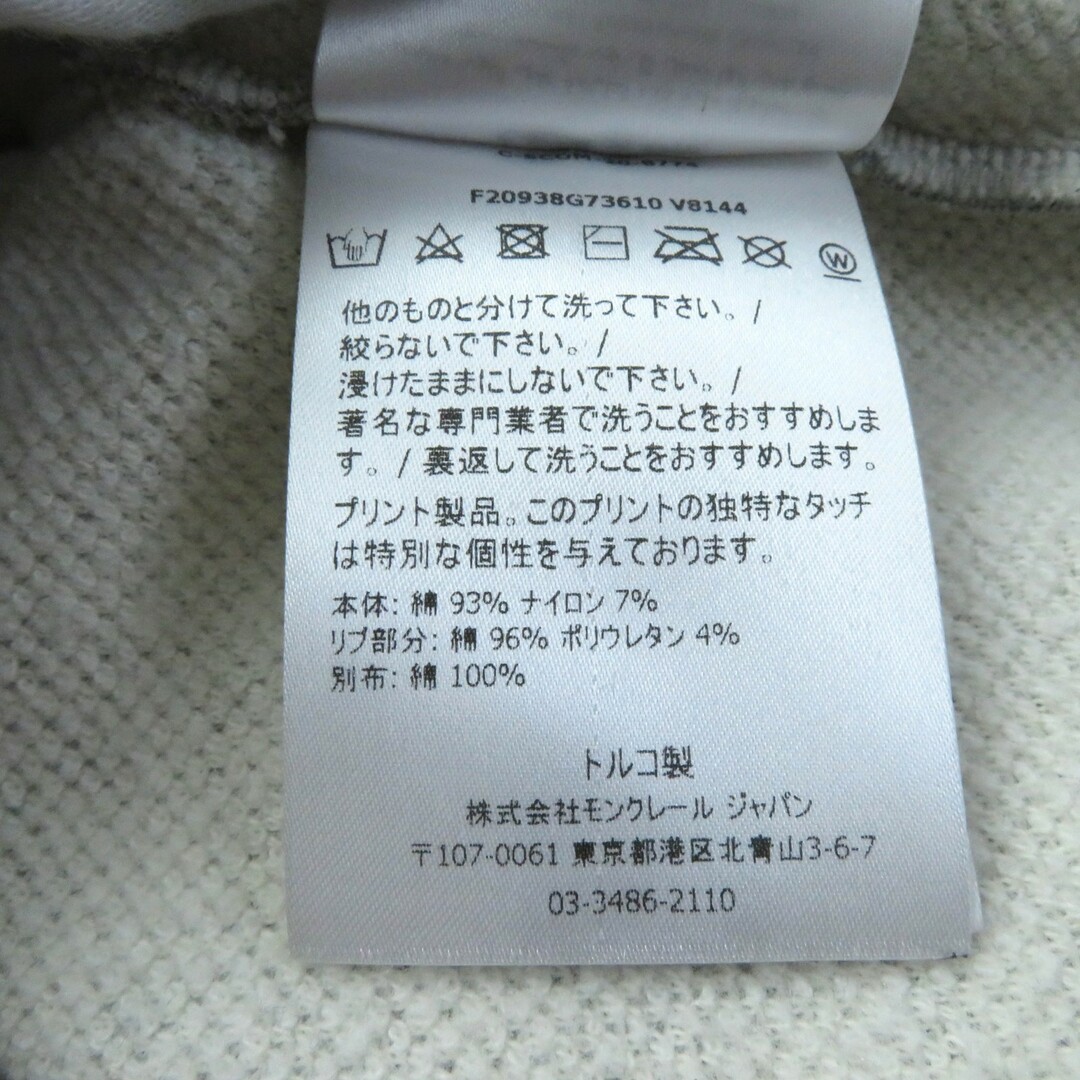 F20938G73610 V8144
W
他のものと分けて洗って下さい。/
絞らないで下さい。/
浸けたままにしないで下さい。/
著名な専門業者で洗うことをおすすめしま
す。/ 裏返して洗うことをおすすめします。
プリント製品。このプリントの独特なタッチ
は特別な個性を与えております。
本体: 綿 93% ナイロン 7%
リブ部分: 綿 96% ポリウレタン 4%
別布: 綿 100%
トルコ製
株式会社モンクレール ジャパン
〒107-0061 東京都港区北青山3-6-7
03-3486-2110